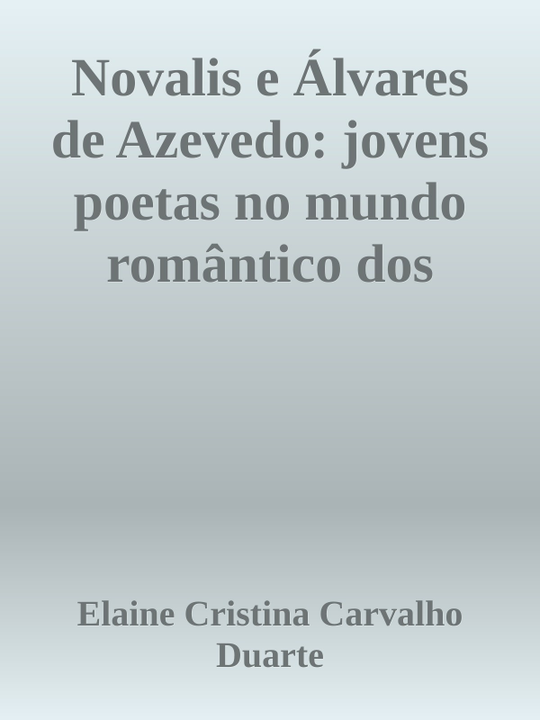 Novalis e Álvares
de Azevedo: jovens
poetas no mundo
romântico dos
Elaine Cristina Carvalho
Duarte